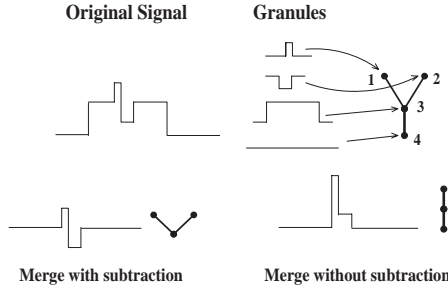 Original Signal Granules
1 2
3
4
Merge with subtraction Merge without subtraction